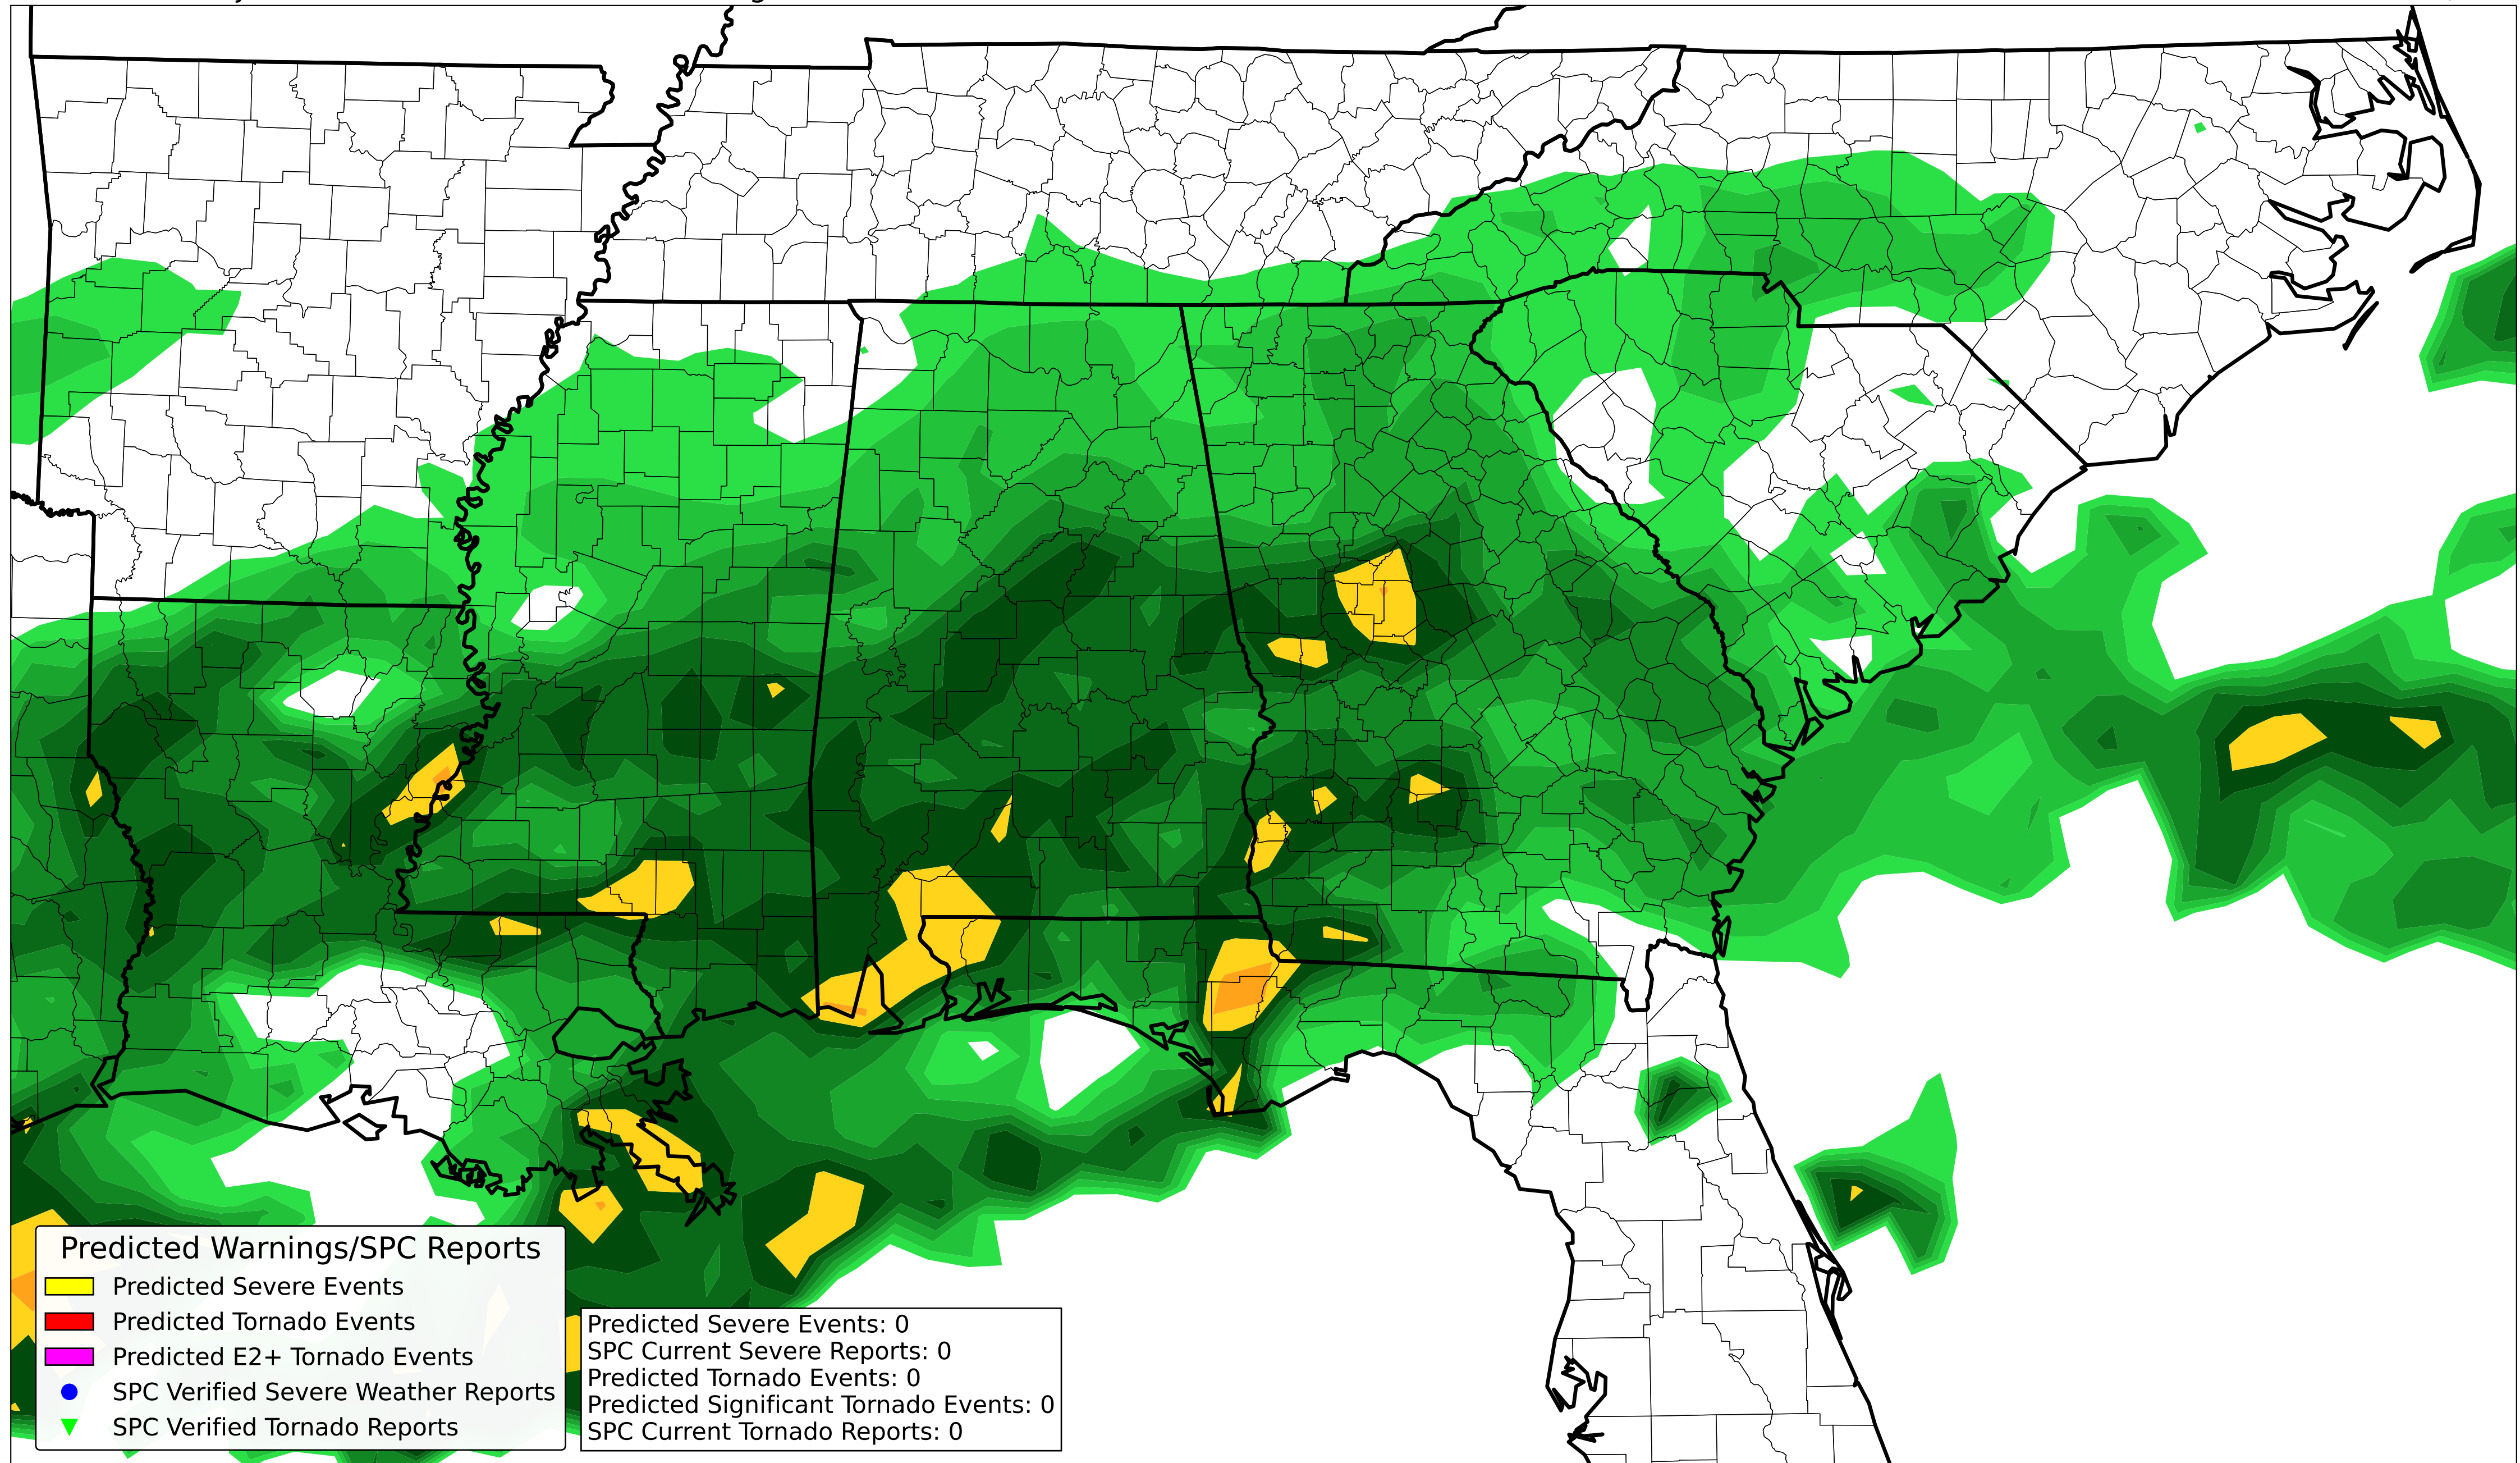 Predicted Warnings/SPC Reports
Predicted Severe Events
Predicted Tornado Events
Predicted E2+ Tornado Events
SPC Verified Severe Weather Reports
SPC Verified Tornado Reports
Predicted Severe Events: 0
SPC Current Severe Reports: 0
Predicted Tornado Events: 0
Predicted Significant Tornado Events: 0
SPC Current Tornado Reports: 0